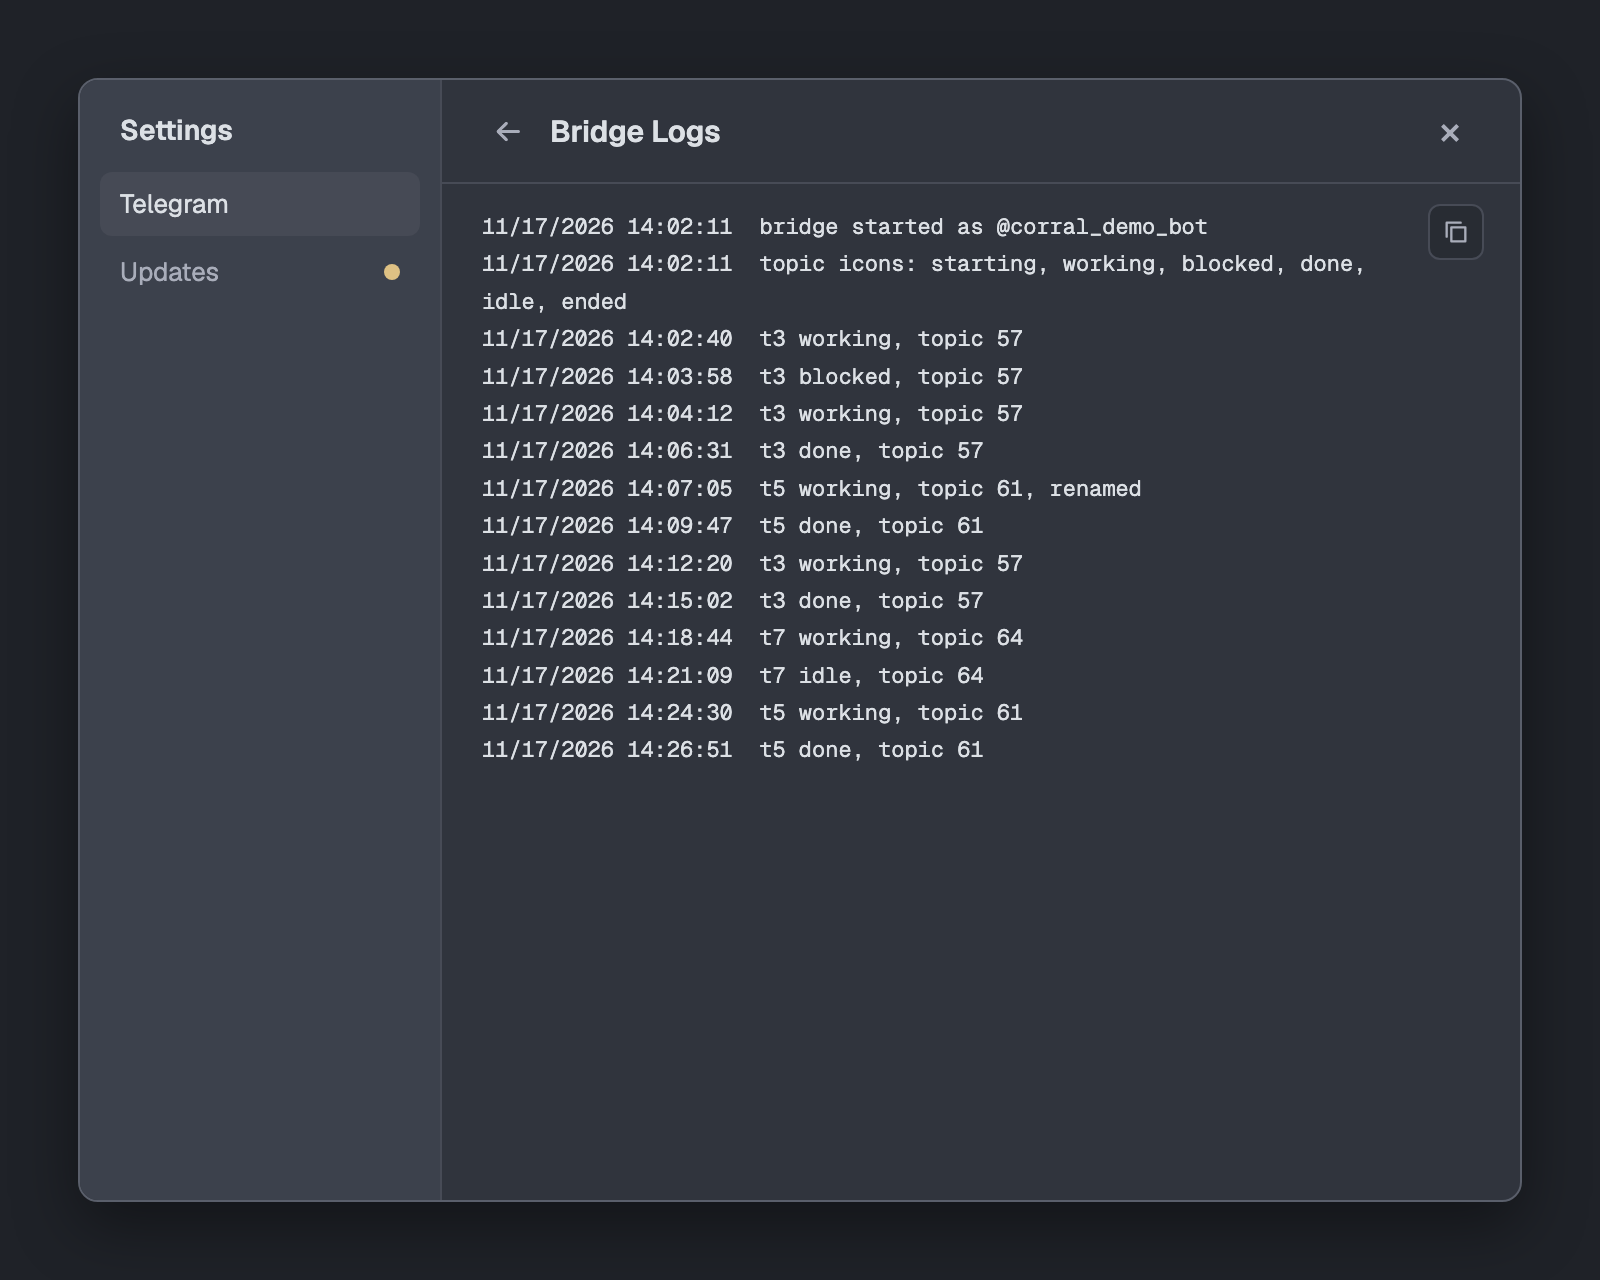 Settings
Telegram
Updates
Bridge Logs
11/17/2026 14:02:11  bridge started as @corral_demo_bot
11/17/2026 14:02:11  topic icons: starting, working, blocked, done,
idle, ended
11/17/2026 14:02:40  t3 working, topic 57
11/17/2026 14:03:58  t3 blocked, topic 57
11/17/2026 14:04:12  t3 working, topic 57
11/17/2026 14:06:31  t3 done, topic 57
11/17/2026 14:07:05  t5 working, topic 61, renamed
11/17/2026 14:09:47  t5 done, topic 61
11/17/2026 14:12:20  t3 working, topic 57
11/17/2026 14:15:02  t3 done, topic 57
11/17/2026 14:18:44  t7 working, topic 64
11/17/2026 14:21:09  t7 idle, topic 64
11/17/2026 14:24:30  t5 working, topic 61
11/17/2026 14:26:51  t5 done, topic 61